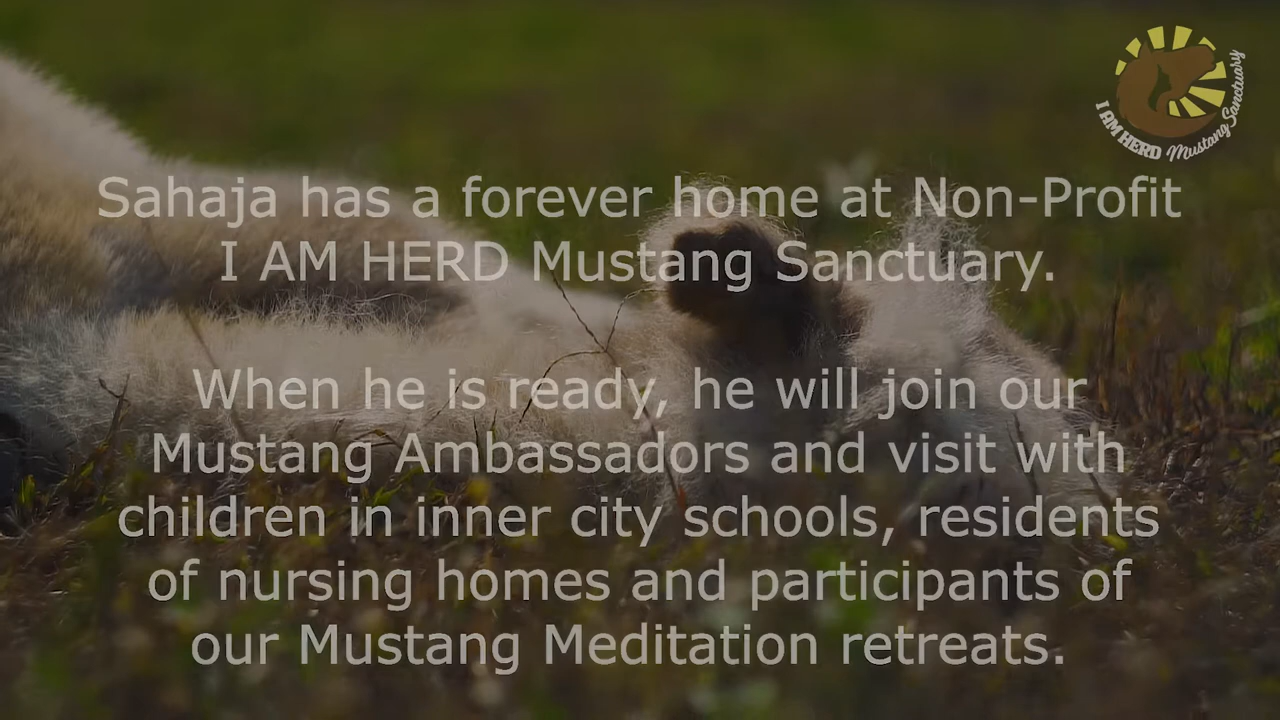 I AM HERD Mustang Sanctuary
Sahaja has a forever home at Non-Profit
I AM HERD Mustang Sanctuary.
When he is ready, he will join our
Mustang Ambassadors and visit with
children in inner city schools, residents
of nursing homes and participants of
our Mustang Meditation retreats.